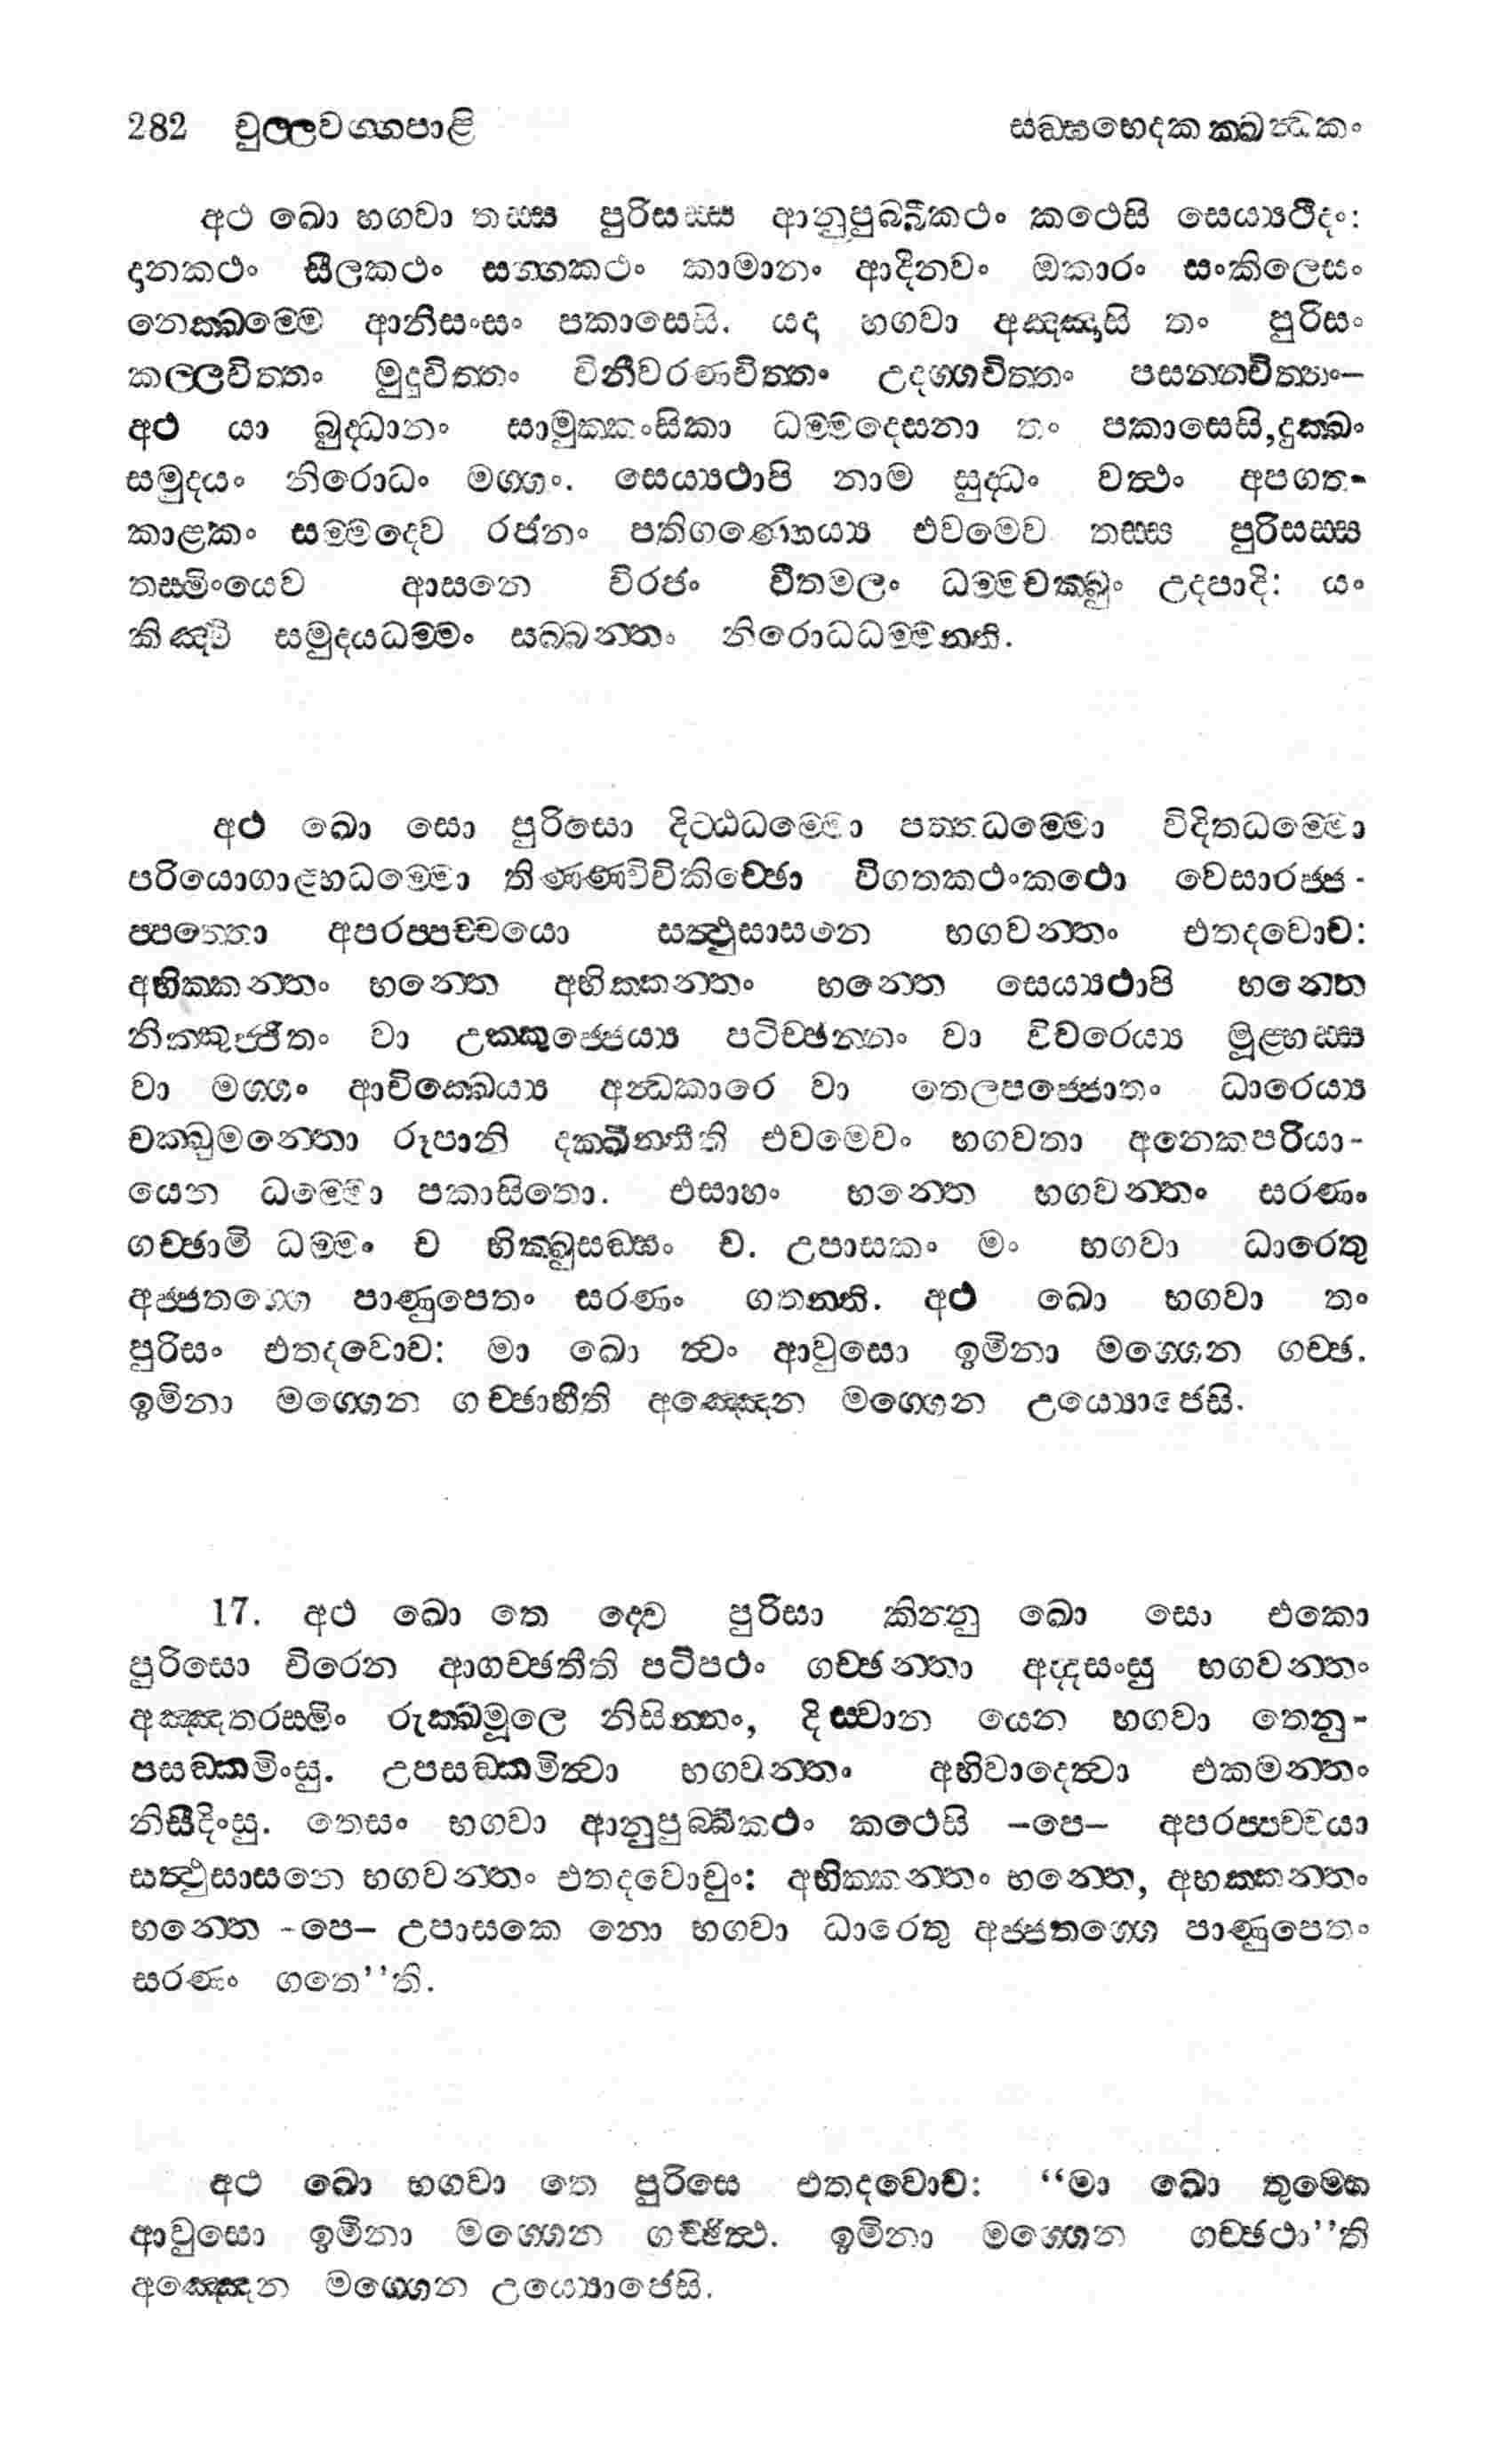 282 චුල්ලවග්ගපාළි සඞ්ඝභෙදකක්ඛන්ධකං
අථ ඛො භගවා තස්ස පුරිසස්ස ආනුපුබ්බීකථං කථෙසි සෙය්‍යථීදං:
දානකථං සීලකථං සග්ගකථං කාමානං ආදිනවං ඔකාරං සංකිලෙසං
නෙක්ඛම්මෙ ආනිසංසං පකාසෙසි. යදා භගවා අඤ්ඤාසි තං පුරිසං
කල්ලචිත්තං මුදුචිත්තං විනීවරණචිත්තං උදග්ගචිත්තං පසන්නචිත්තං–
අථ යා බුද්ධානං සාමුක්කංසිකා ධම්මදෙසනා තං පකාසෙසි,දුක්ඛං
සමුදයං නිරොධං මග්ගං. සෙය්‍යථාපි නාම සුද්ධං වත්ථං අපගත-
කාළකං සම්මදෙව රජනං පතිගණ්හෙය්‍ය එවමෙව තස්ස පුරිසස්ස
තස්මිංයෙව ආසනෙ විරජං වීතමලං ධම්මචක්ඛුං උදපාදි: යං
කිඤ්චි සමුදයධම්මං සබ්බන්තං නිරොධධම්මන්ති.
අථ ඛො සො පුරිසො දිට්ඨධම්මො පත්තධම්මො විදිතධම්මො
පරියොගාළ්හධම්මො තිණ්ණවිචිකිච්ඡො විගතකථංකථො වෙසාරජ්ජ-
ප්පත්තො අපරප්පච්චයො සත්ථුසාසනෙ භගවන්තං එතදවොච:
අභික්කන්තං භන්තෙ අභික්කන්තං භන්තෙ සෙය්‍යථාපි භන්තෙ
නික්කුජ්ජිතං වා උක්කුජ්ජෙය්‍ය පටිච්ඡන්නං වා විවරෙය්‍ය මූළ්හස්ස
වා මග්ගං ආචික්ඛෙය්‍ය අන්ධකාරෙ වා තෙලපජ්ජොතං ධාරෙය්‍ය
චක්ඛුමන්තො රූපානි දක්ඛින්තීති එවමෙවං භගවතා අනෙකපරියා-
යෙන ධම්මො පකාසිතො. එසාහං භන්තෙ භගවන්තං සරණං
ගච්ඡාමි ධම්මං ච භික්ඛුසඞ්ඝං ච. උපාසකං මං භගවා ධාරෙතු
අජ්ජතග්ගෙ පාණුපෙතං සරණං ගතන්ති. අථ ඛො භගවා තං
පුරිසං එතදවොච: මා ඛො ත්වං ආවුසො ඉමිනා මග්ගෙන ගච්ඡ.
ඉමිනා මග්ගෙන ගච්ඡාහීති අඤ්ඤෙන මග්ගෙන උය්‍යොජෙසි.
17. අථ ඛො තෙ ද්වෙ පුරිසා කින්නු ඛො සො එකො
පුරිසො චිරෙන ආගච්ඡතීති පටිපථං ගච්ඡන්තා අද්දසංසු භගවන්තං
අඤ්ඤතරස්මිං රුක්ඛමූලෙ නිසින්නං, දිස්වාන යෙන භගවා තෙනු-
පසඞ්කමිංසු. උපසඞ්කමිත්වා භගවන්තං අභිවාදෙත්වා එකමන්තං
නිසීදිංසු. තෙසං භගවා ආනුපුබ්බීකථං කථෙසි –පෙ– අපරප්පච්චයා
සත්ථුසාසනෙ භගවන්තං එතදවොචුං: අභික්කන්තං භන්තෙ, අභක්කන්තං
භන්තෙ -පෙ– උපාසකෙ නො භගවා ධාරෙතු අජ්ජතග්ගෙ පාණුපෙතං
සරණං ගතෙ’’ති.
අථ ඛො භගවා තෙ පුරිසෙ එතදවොච: “මා ඛො තුම්හෙ
ආවුසො ඉමිනා මග්ගෙන ගච්ඡිත්ථ. ඉමිනා මග්ගෙන ගච්ඡථා’’ති
අඤ්ඤෙන මග්ගෙන උය්‍යොජෙසි.